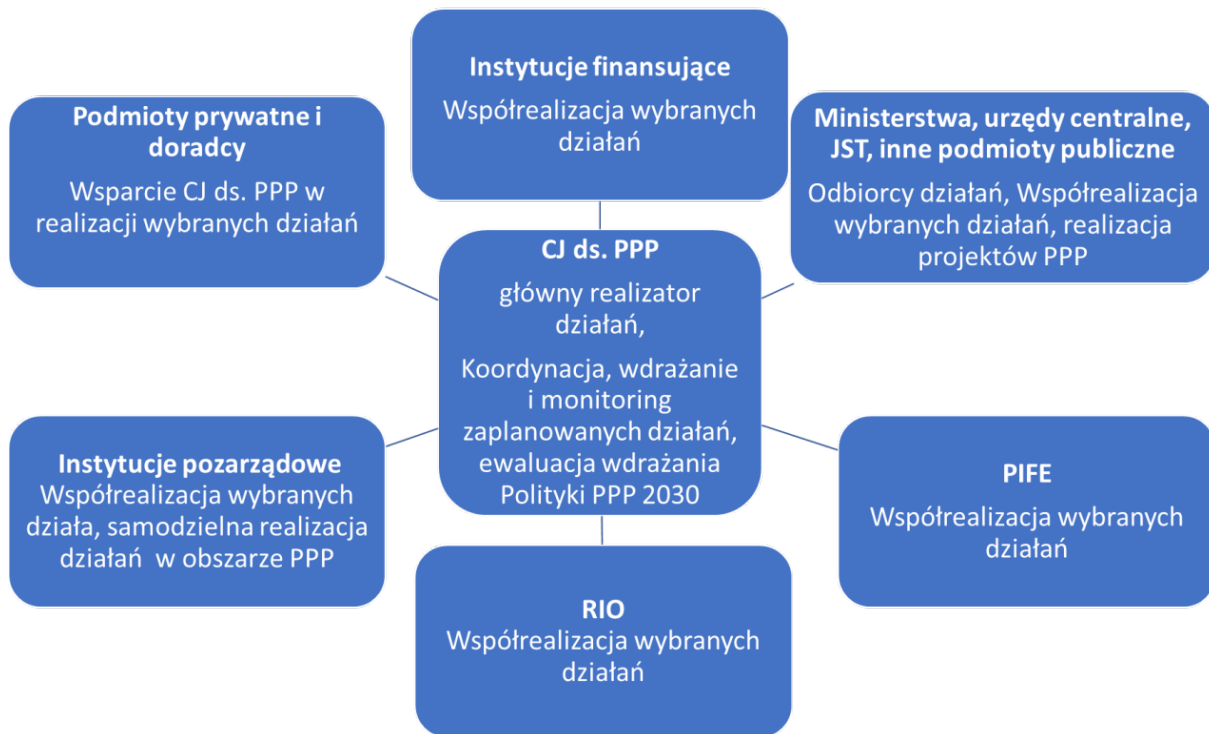 Instytucje finansujące
Współrealizacja wybranych
działań
Podmioty prywatne i
doradcy
Wsparcie CJ ds. PPP w
realizacji wybranych działań
Ministerstwa, urzędy centralne,
JST, inne podmioty publiczne
Odbiorcy działań, Współrealizacja
wybranych działań, realizacja
projektów PPP
CJ ds. PPP
główny realizator
działań,
Koordynacja, wdrażanie
i monitoring
zaplanowanych działań,
ewaluacja wdrażania
Polityki PPP 2030
Instytucje pozarządowe
Współrealizacja wybranych
działa, samodzielna realizacja
działań w obszarze PPP
PIFE
Współrealizacja wybranych
działań
RIO
Współrealizacja wybranych
działań